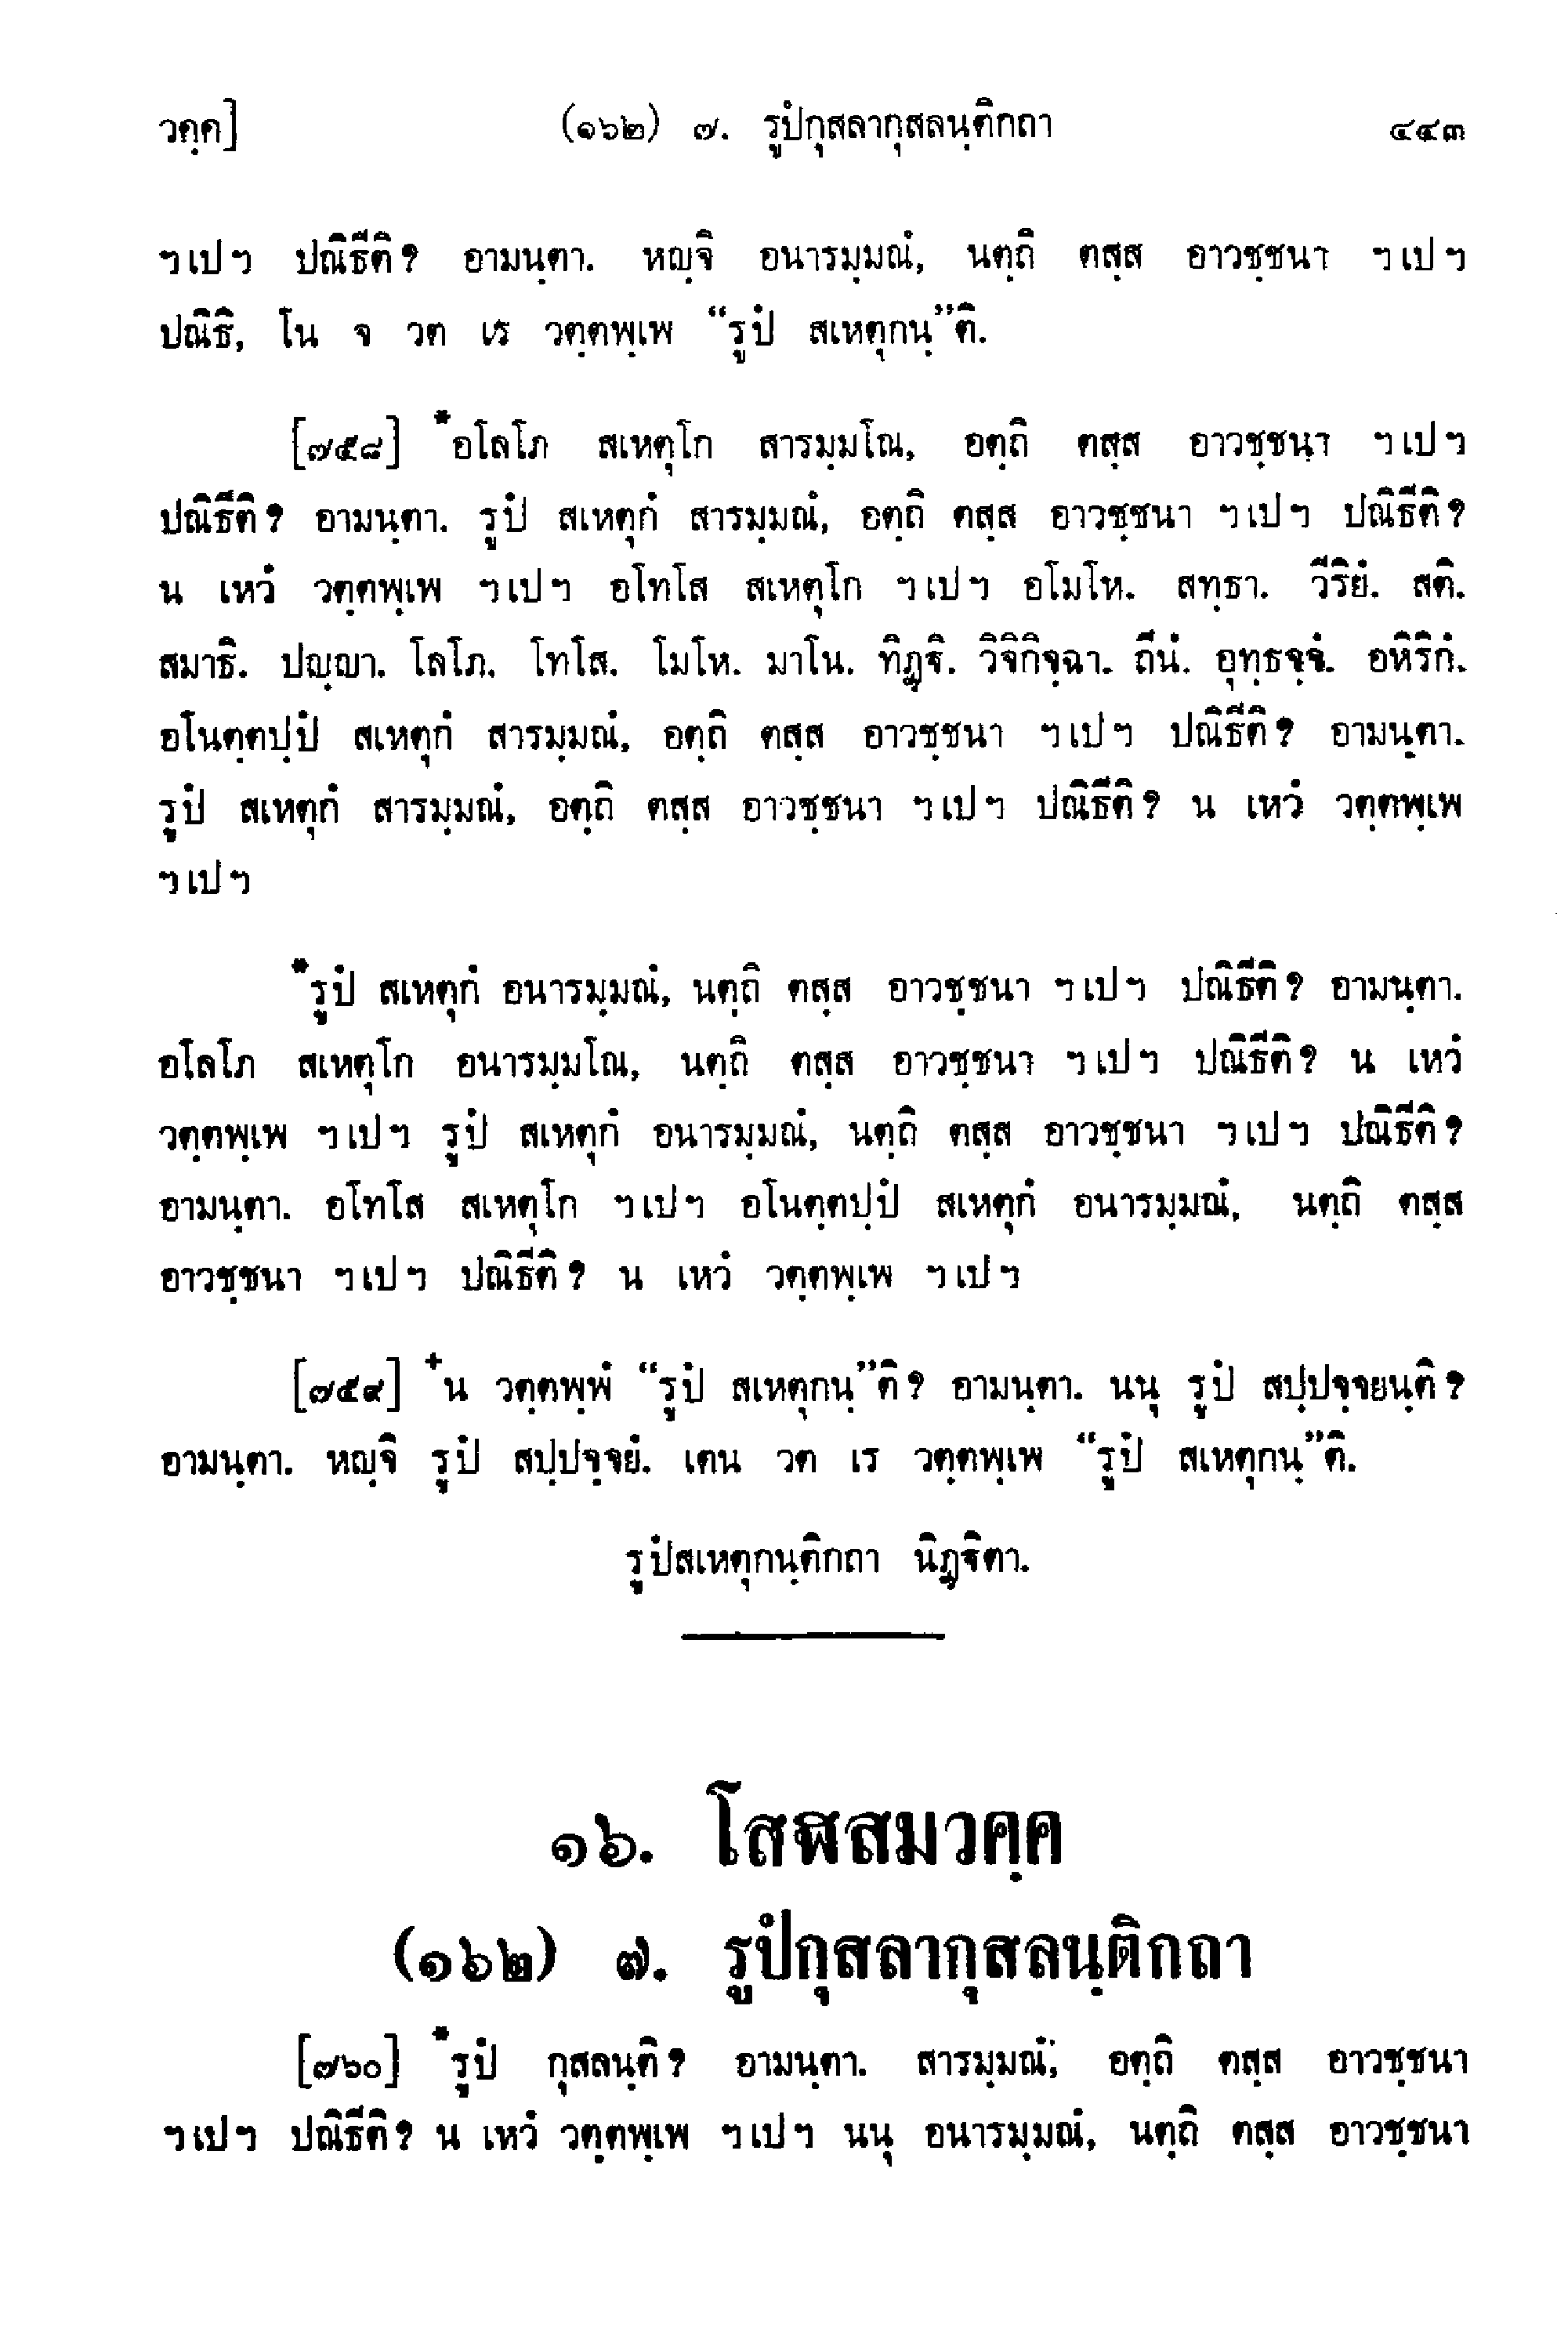 วคฺค]
(๑๖๒) ๗. รูปํกุสลากุสลนฺติกถา
๔๔๓
ฯเปฯ ปณิธีติ? อามนฺตา. หญฺจิ อนารมฺมณํ, นตฺถิ ตสฺส อาวชฺชนา ฯเปฯ
ปณิธิ, โน จ วต เร วตฺตพฺเพ “รูปํ สเหตุกนฺ”ติ.
[๗๕๘] *อโลโภ สเหตุโก สารมฺมโณ, อตฺถิ ตสฺส อาวชฺชนา ฯเปฯ
ปณิธีติ? อามนฺตา. รูปํ สเหตุกํ สารมฺมณํ, อตฺถิ ตสฺส อาวชฺชนา ฯเปฯ ปณิธีติ?
น เหวํ วตฺตพฺเพ ฯเปฯ อโทโส สเหตุโก ฯเปฯ อโมโห. สทฺธา. วีริยํ. สติ.
สมาธิ. ปญฺญา. โลโภ. โทโส. โมโห. มาโน. ทิฏฺฐิ. วิจิกิจฺฉา. ถีนํ. อุทฺธจฺจํ. อหิริกํ.
อโนตฺตปฺปํ สเหตุกํ สารมฺมณํ, อตฺถิ ตสฺส อาวชฺชนา ฯเปฯ ปณิธีติ? อามนฺตา.
รูปํ สเหตุกํ สารมฺมณํ, อตฺถิ ตสฺส อาวชฺชนา ฯเปฯ ปณิธีติ? น เหวํ วตฺตพฺเพ
ฯเปฯ
*รูปํ สเหตุกํ อนารมฺมณํ, นตฺถิ ตสฺส อาวชฺชนา ฯเปฯ ปณิธีติ? อามนฺตา.
อโลโภ สเหตุโก อนารมฺมโณ, นตฺถิ ตสฺส อาวชฺชนา ฯเปฯ ปณิธีติ? น เหวํ
วตฺตพฺเพ ฯเปฯ รูปํ สเหตุกํ อนารมฺมณํ, นตฺถิ ตสฺส อาวชฺชนา ฯเปฯ ปณิธีติ?
อามนฺตา. อโทโส สเหตุโก ฯเปฯ อโนตฺตปฺปํ สเหตุกํ อนารมฺมณํ, นตฺถิ ตสฺส
อาวชฺชนา ฯเปฯ ปณิธีติ? น เหวํ วตฺตพฺเพ ฯเปฯ
[๗๕๙] +น วตฺตพฺพํ “รูปํ สเหตุกนฺ”ติ? อามนฺตา. นนุ รูปํ สปฺปจฺจยนฺติ?
อามนฺตา. หญฺจิ รูปํ สปฺปจฺจยํ. เตน วต เร วตฺตพฺเพ “รูปํ สเหตุกนฺ”ติ.
รูปํสเหตุกนฺติกถา นิฏฺฐิตา.
๑๖. โสฬสมวคฺค
(๑๖๒) ๗. รูปํกุสลากุสลนฺติกถา
[๗๖๐] *รูปํ กุสลนฺติ? อามนฺตา. สารมฺมณํ, อตฺถิ ตสฺส อาวชฺชนา
ฯเปฯ ปณิธีติ? น เหวํ วตฺตพฺเพ ฯเปฯ นนุ อนารมฺมณํ, นตฺถิ ตสฺส อาวชฺชนา